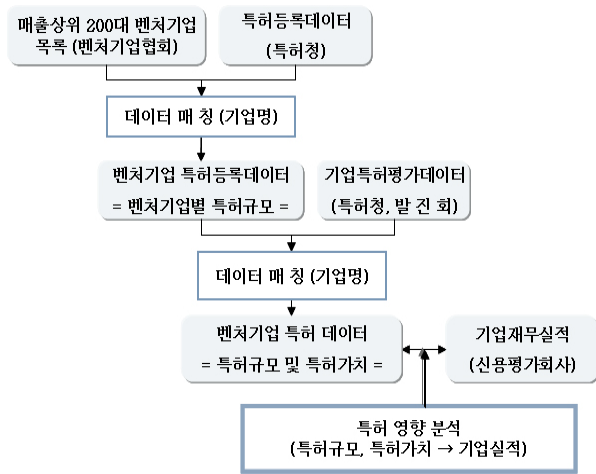 매출상위 200대 벤처기업
목록 (벤처기업협회)
특허등록데이터
(특허청)
데이터 매 칭 (기업명)
벤처기업 특허등록데이터
= 벤처기업별 특허규모 =
기업특허평가데이터
(특허청, 발 진 회)
데이터 매 칭 (기업명)
벤처기업 특허 데이터
= 특허규모 및 특허가치 =
기업재무실적
(신용평가회사)
특허 영향 분석
(특허규모, 특허가치 → 기업실적)